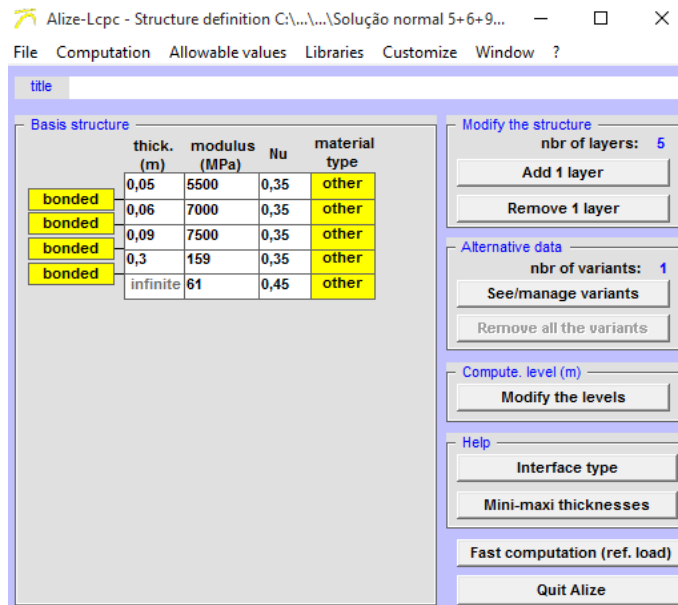 Alize-Lcpc - Structure definition C:\...\...\Solução normal 5+6+9...
File Computation Allowable values Libraries Customize Window ?
title
Basis structure
thick. (m) modulus (MPa) Nu material type
0,05 5500 0,35 other
bonded
0,06 7000 0,35 other
bonded
0,09 7500 0,35 other
bonded
0,3 159 0,35 other
bonded
infinite 61 0,45 other
Modify the structure
nbr of layers: 5
Add 1 layer
Remove 1 layer
Alternative data
nbr of variants: 1
See/manage variants
Remove all the variants
Compute. level (m)
Modify the levels
Help
Interface type
Mini-maxi thicknesses
Fast computation (ref. load)
Quit Alize